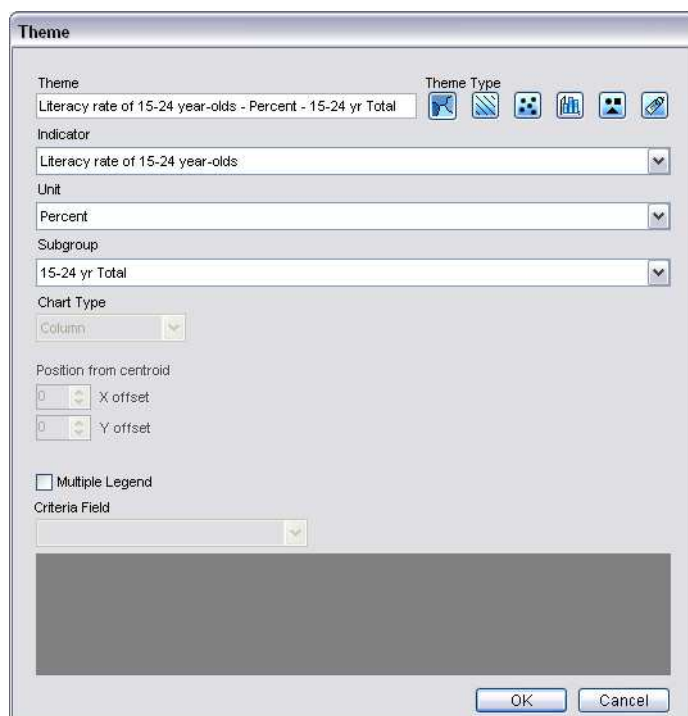 Theme
Theme Theme Type
Literacy rate of 15-24 year-olds - Percent - 15-24 yr Total
Indicator
Literacy rate of 15-24 year-olds
Unit
Percent
Subgroup
15-24 yr Total
Chart Type
Column
Position from centroid
0 X offset
0 Y offset
Multiple Legend
Criteria Field
OK Cancel